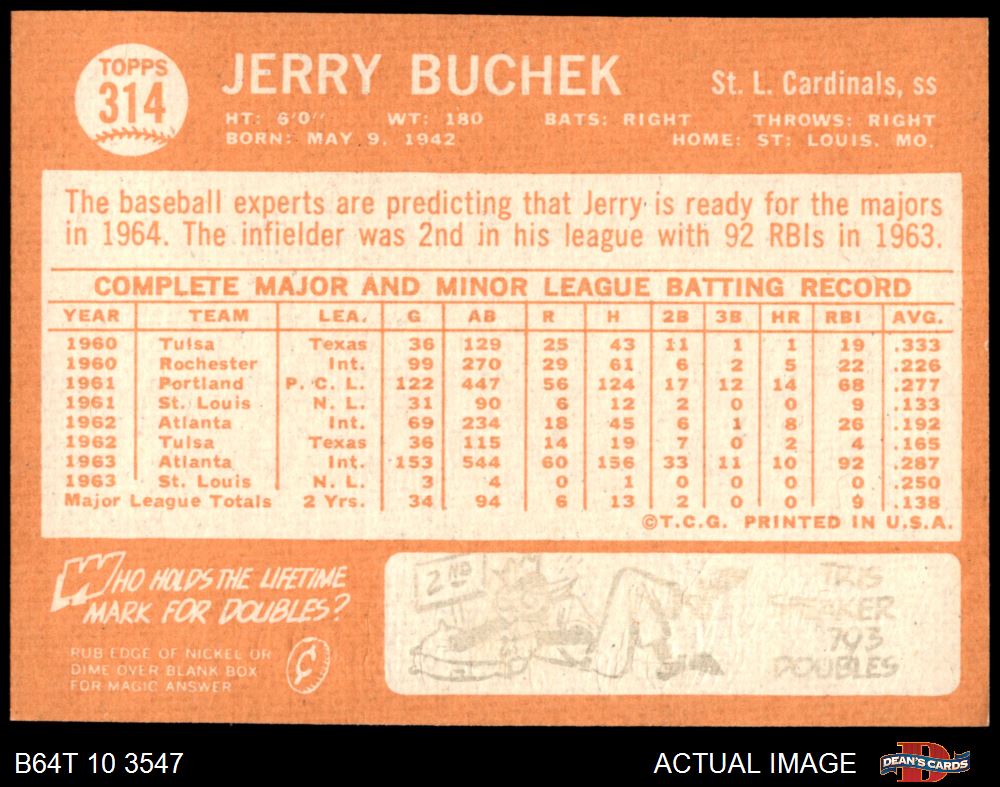 TOPPS
314
JERRY BUCHEK
St. L. Cardinals, ss
HT: 6'0" WT: 180 BATS: RIGHT THROWS: RIGHT
BORN: MAY 9, 1942 HOME: ST. LOUIS, MO.
The baseball experts are predicting that Jerry is ready for the majors
in 1964. The infielder was 2nd in his league with 92 RBIs in 1963.
COMPLETE MAJOR AND MINOR LEAGUE BATTING RECORD
YEAR TEAM LEA. G AB R H 2B 3B HR RBI AVG.
1960 Tulsa Texas 36 129 25 43 11 1 1 19 .333
1960 Rochester Int. 99 270 29 61 6 2 5 22 .226
1961 Portland P. C. L. 122 447 56 124 17 12 14 68 .277
1961 St. Louis N. L. 31 90 6 12 2 0 0 9 .133
1962 Atlanta Int. 69 234 18 45 6 1 8 26 .192
1962 Tulsa Texas 36 115 14 19 7 0 2 4 .165
1963 Atlanta Int. 153 544 60 156 33 11 10 92 .287
1963 St. Louis N. L. 3 4 0 1 0 0 0 0 .250
Major League Totals 2 Yrs. 34 94 6 13 2 0 0 9 .138
©T.C.G. PRINTED IN U.S.A.
WHO HOLDS THE LIFETIME
MARK FOR DOUBLES?
RUB EDGE OF NICKEL OR
DIME OVER BLANK BOX
FOR MAGIC ANSWER
¢
2ND
TRIS
SPEAKER
793
DOUBLES
B64T 10 3547
ACTUAL IMAGE
D
DEAN'S CARDS